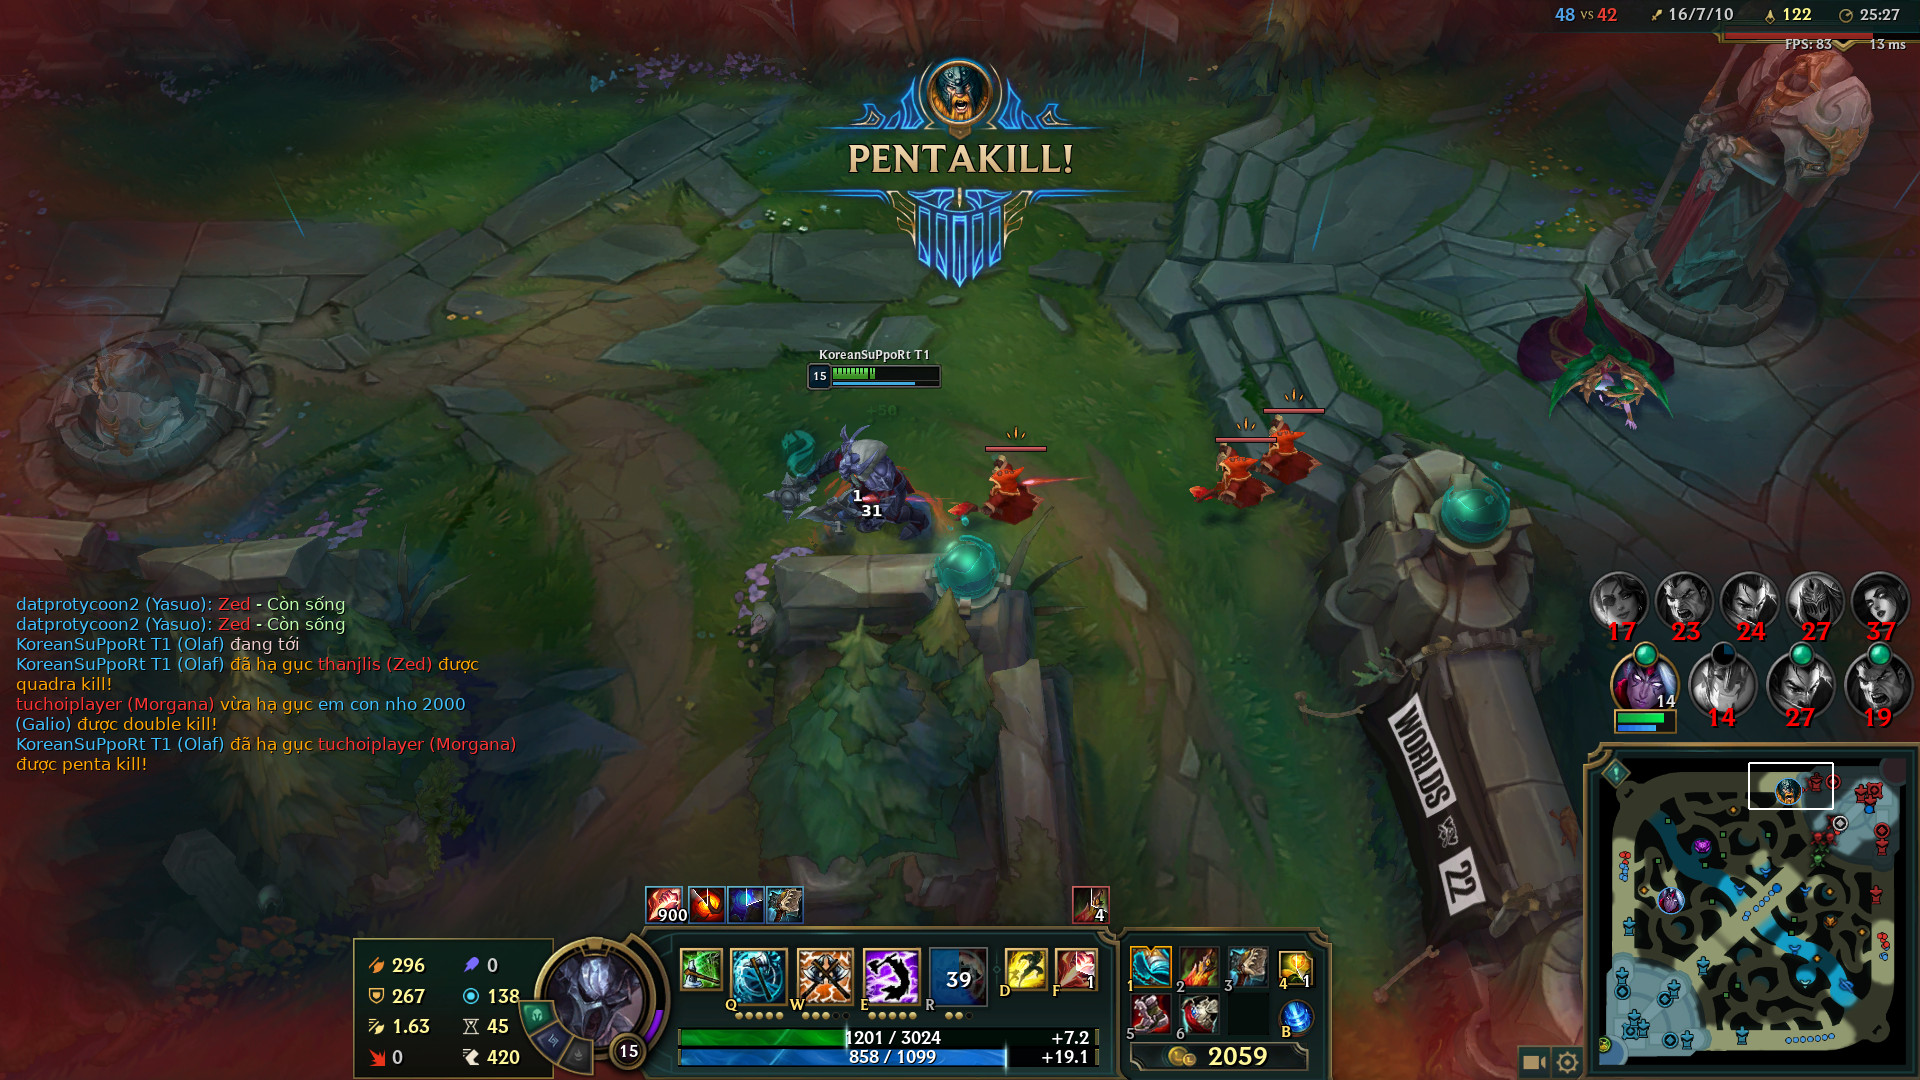 48 vs 42 16/7/10 122 25:27
FPS: 83 13 ms
PENTAKILL!
KoreanSuPpoRt T1
15
+50
1
31
1
datprotycoon2 (Yasuo): Zed - Còn sống
datprotycoon2 (Yasuo): Zed - Còn sống
KoreanSuPpoRt T1 (Olaf) đang tới
KoreanSuPpoRt T1 (Olaf) đã hạ gục thanjlis (Zed) được
quadra kill!
tuchoiplayer (Morgana) vừa hạ gục em con nho 2000
(Galio) được double kill!
KoreanSuPpoRt T1 (Olaf) đã hạ gục tuchoiplayer (Morgana)
được penta kill!
17 23 24 27 37
14 14 27 19
WORLDS
22
900 4
296 0
267 138
1.63 45
0 420
15
Q W E R 39 D F 1
1201 / 3024 +7.2
858 / 1099 +19.1
1 2 3 4 1
5 6 B
2059